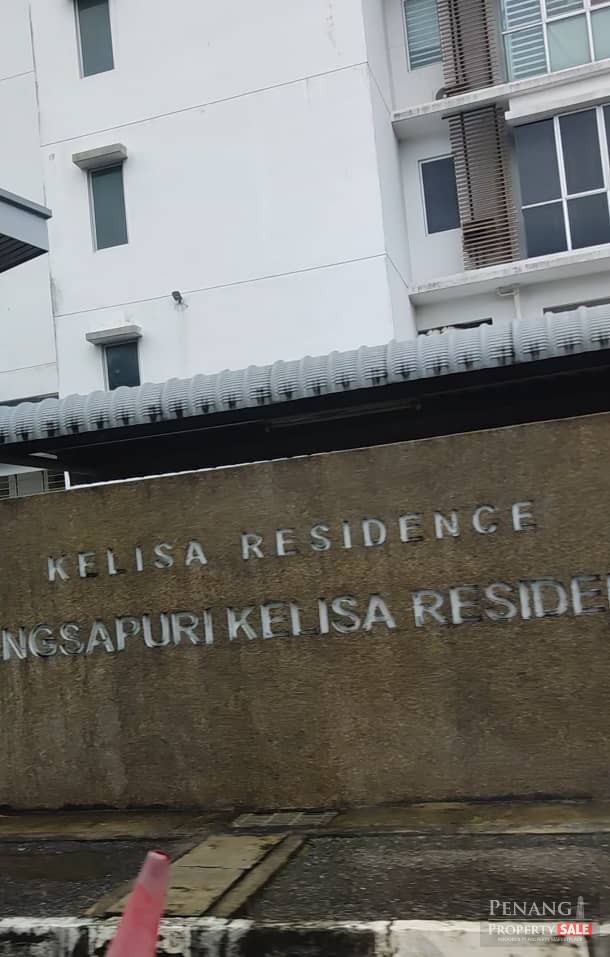 KELISA RESIDENCE
NGSAPURI KELISA RESIDE
PENANG
PROPERTY SALE